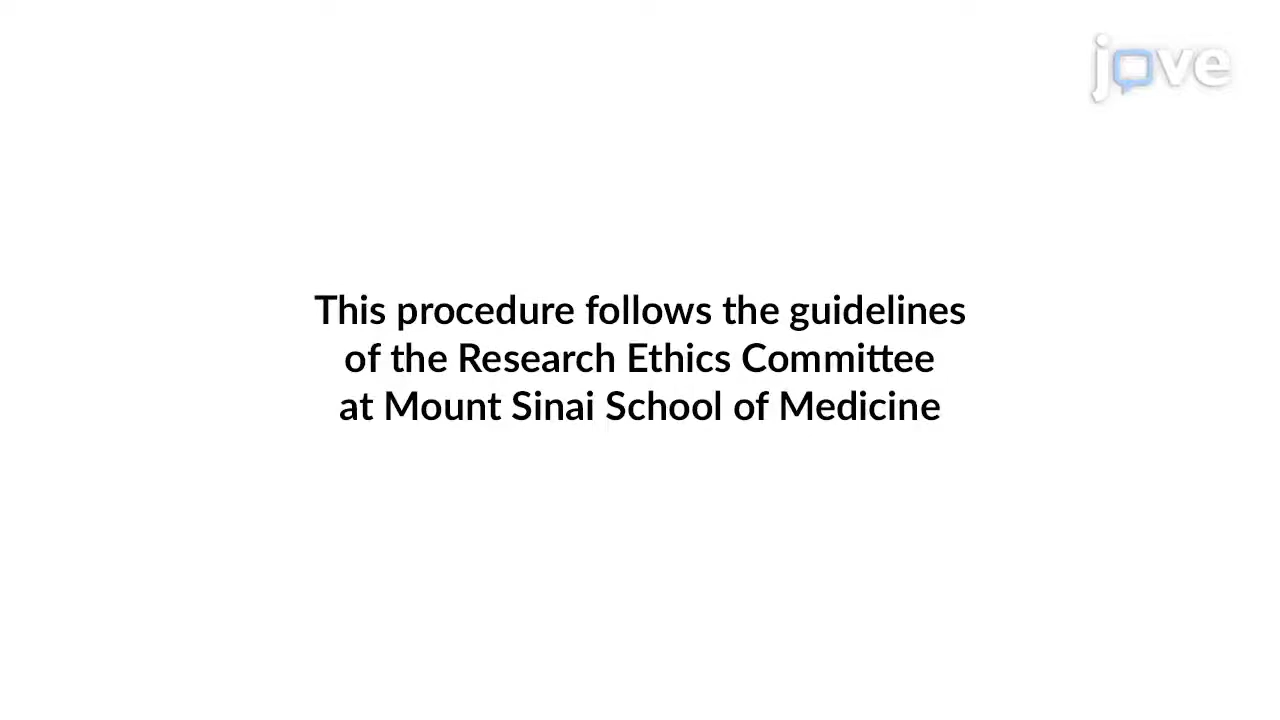 jove
This procedure follows the guidelines
of the Research Ethics Committee
at Mount Sinai School of Medicine